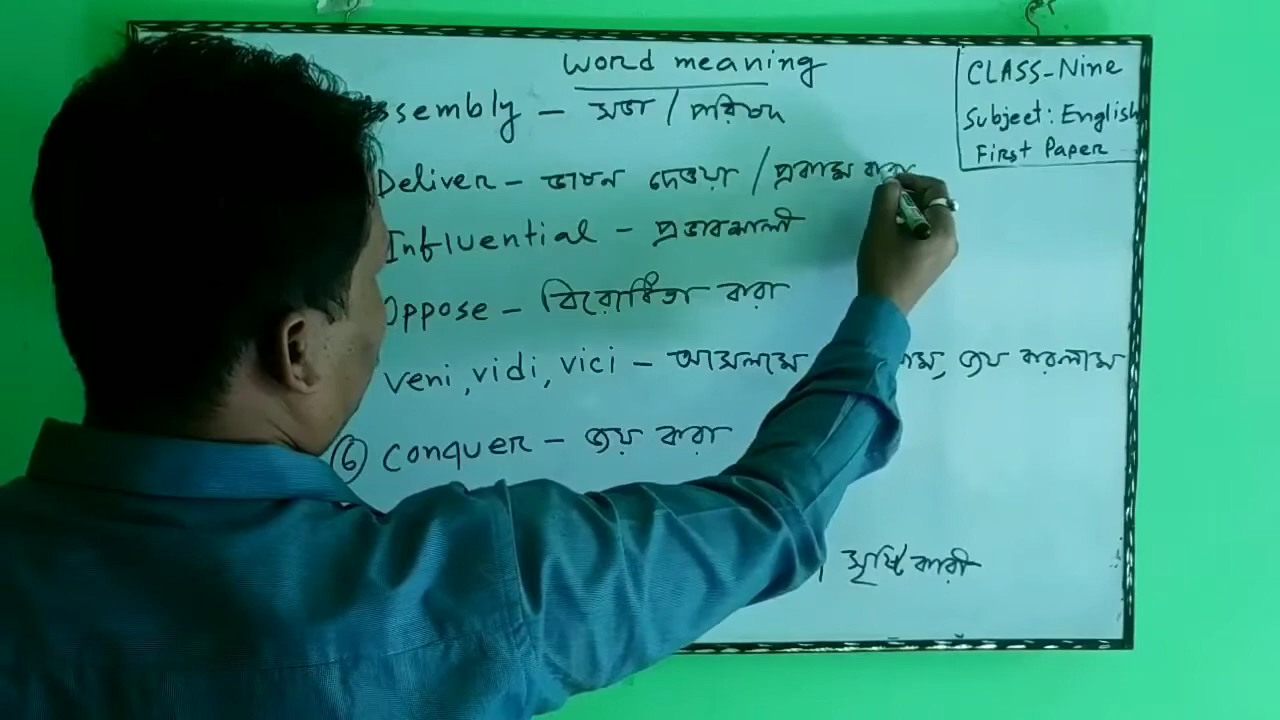 Word meaning
CLASS-Nine
Subject: English
First Paper
ssembly – সভা / পরিষদ
Deliver – ভাষন দেওয়া / প্রকাশ করা
Influential – প্রভাবশালী
Oppose – বিরোধিতা করা
veni, vidi, vici – আসলাম জয় করলাম
⑥ Conquer – জয় করা
সৃষ্টিকারী